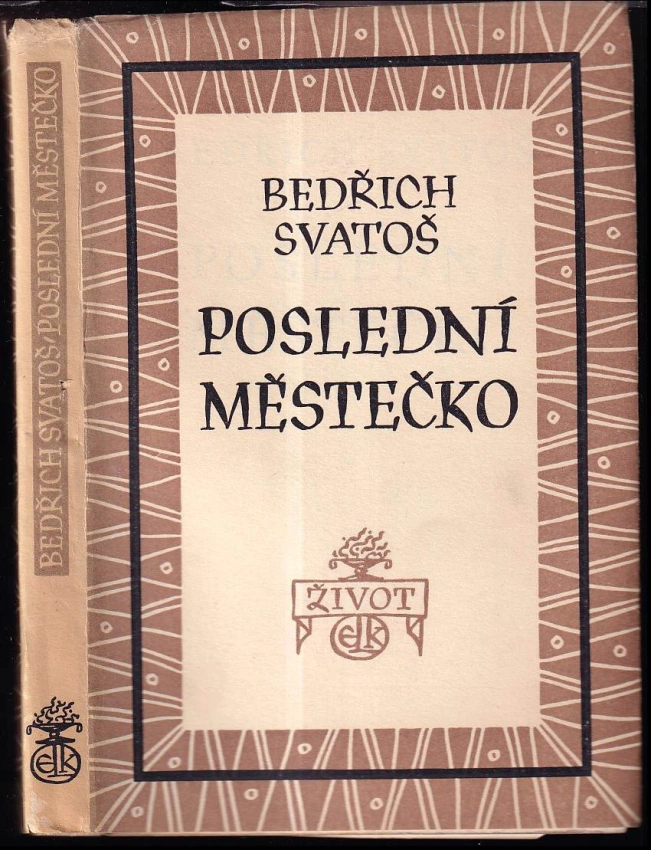 BEDŘICH SVATOŠ/POSLEDNÍ MĚSTEČKO
ELK
BEDŘICH
SVATOŠ
POSLEDNÍ
MĚSTEČKO
ŽIVOT
ELK